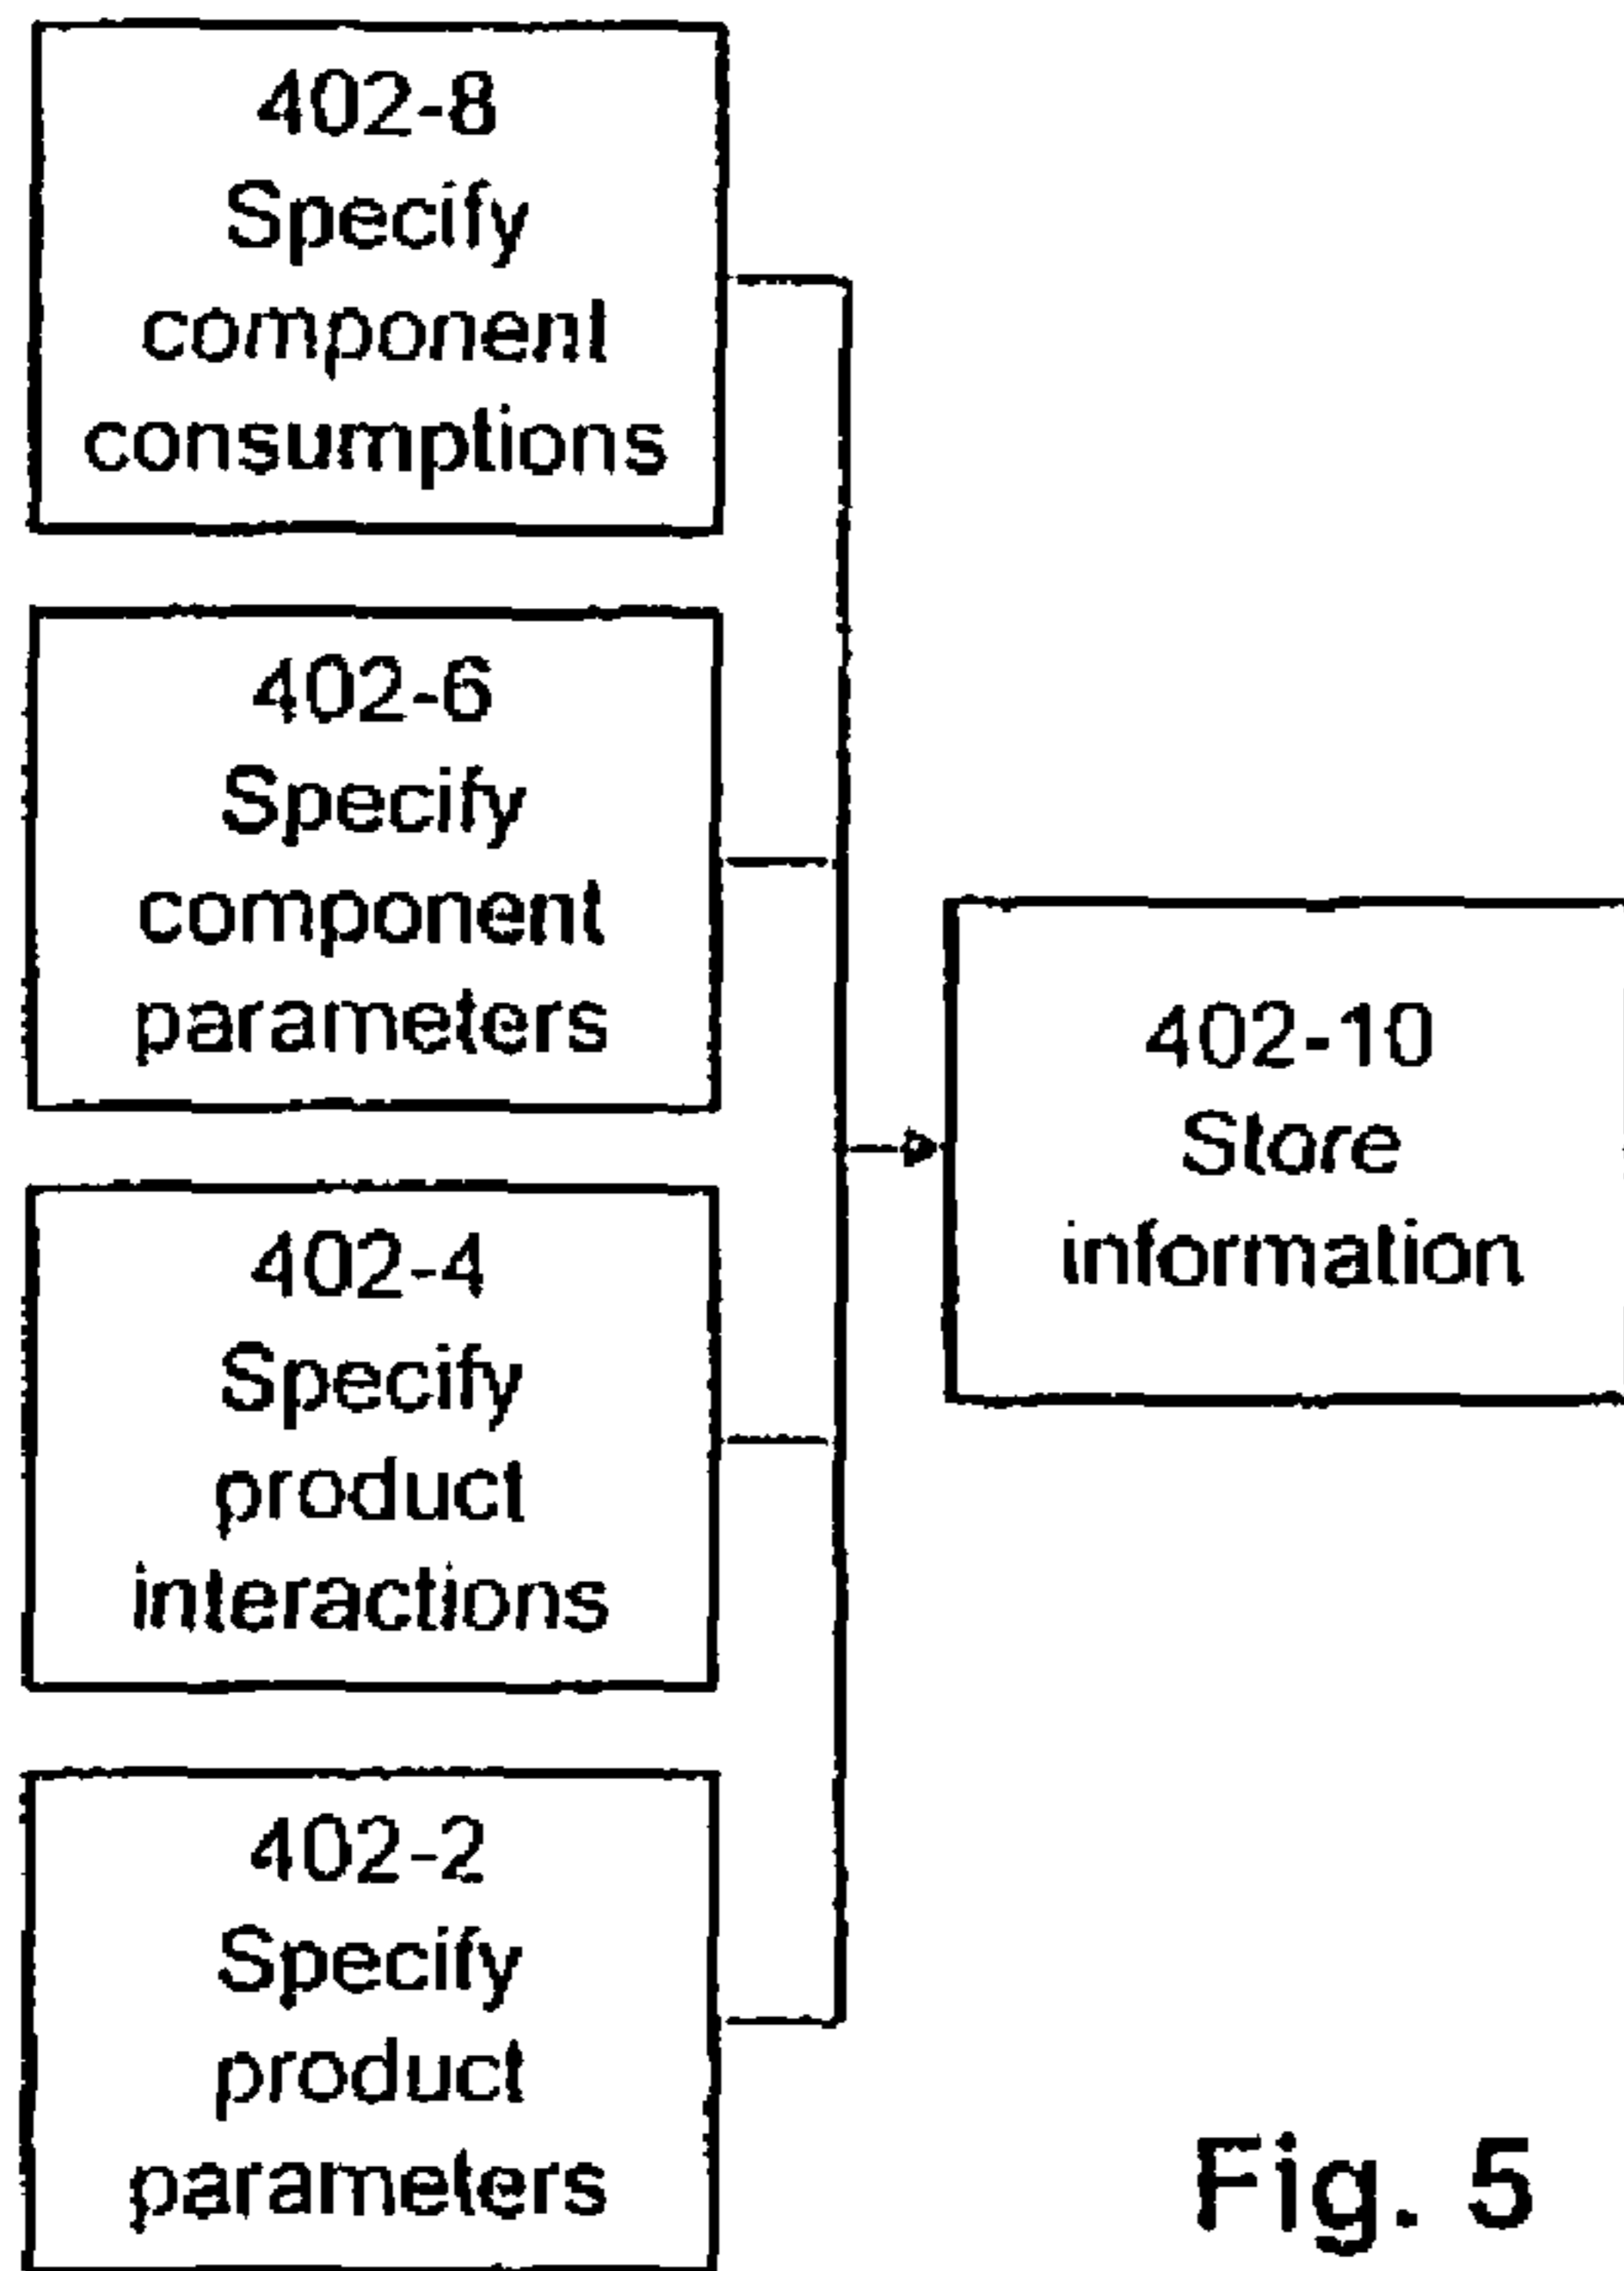 402-8
Specify
component
consumptions
402-6
Specify
component
parameters
402-4
Specify
product
interactions
402-2
Specify
product
parameters
402-10
Store
information
Fig. 5